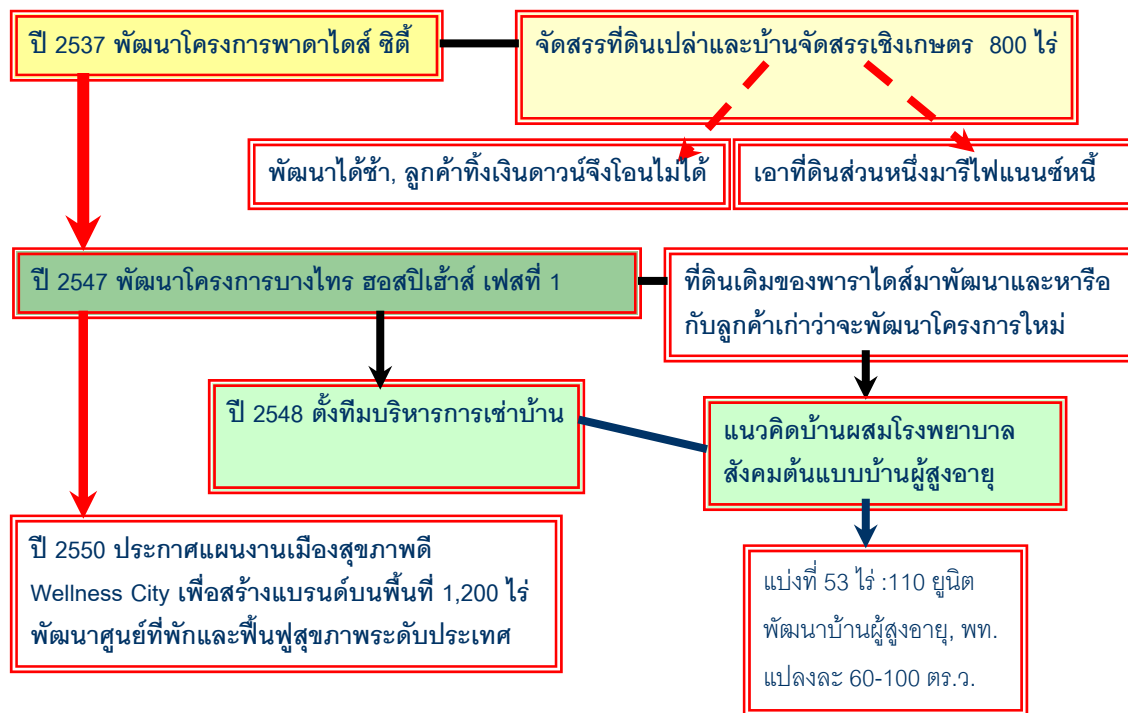 ปี 2537 พัฒนาโครงการพาดาไดส์ ซิตี้
จัดสรรที่ดินเปล่าและบ้านจัดสรรเชิงเกษตร 800 ไร่
พัฒนาได้ช้า, ลูกค้าทิ้งเงินดาวน์จึงโอนไม่ได้
เอาที่ดินส่วนหนึ่งมารีไฟแนนซ์หนี้
ปี 2547 พัฒนาโครงการบางไทร ฮอสปิเฮ้าส์ เฟสที่ 1
ที่ดินเดิมของพาราไดส์มาพัฒนาและหารือ
กับลูกค้าเก่าว่าจะพัฒนาโครงการใหม่
ปี 2548 ตั้งทีมบริหารการเช่าบ้าน
แนวคิดบ้านผสมโรงพยาบาล
สังคมต้นแบบบ้านผู้สูงอายุ
ปี 2550 ประกาศแผนงานเมืองสุขภาพดี
Wellness City เพื่อสร้างแบรนด์บนพื้นที่ 1,200 ไร่
พัฒนาศูนย์ที่พักและฟื้นฟูสุขภาพระดับประเทศ
แบ่งที่ 53 ไร่ :110 ยูนิต
พัฒนาบ้านผู้สูงอายุ, พท.
แปลงละ 60-100 ตร.ว.